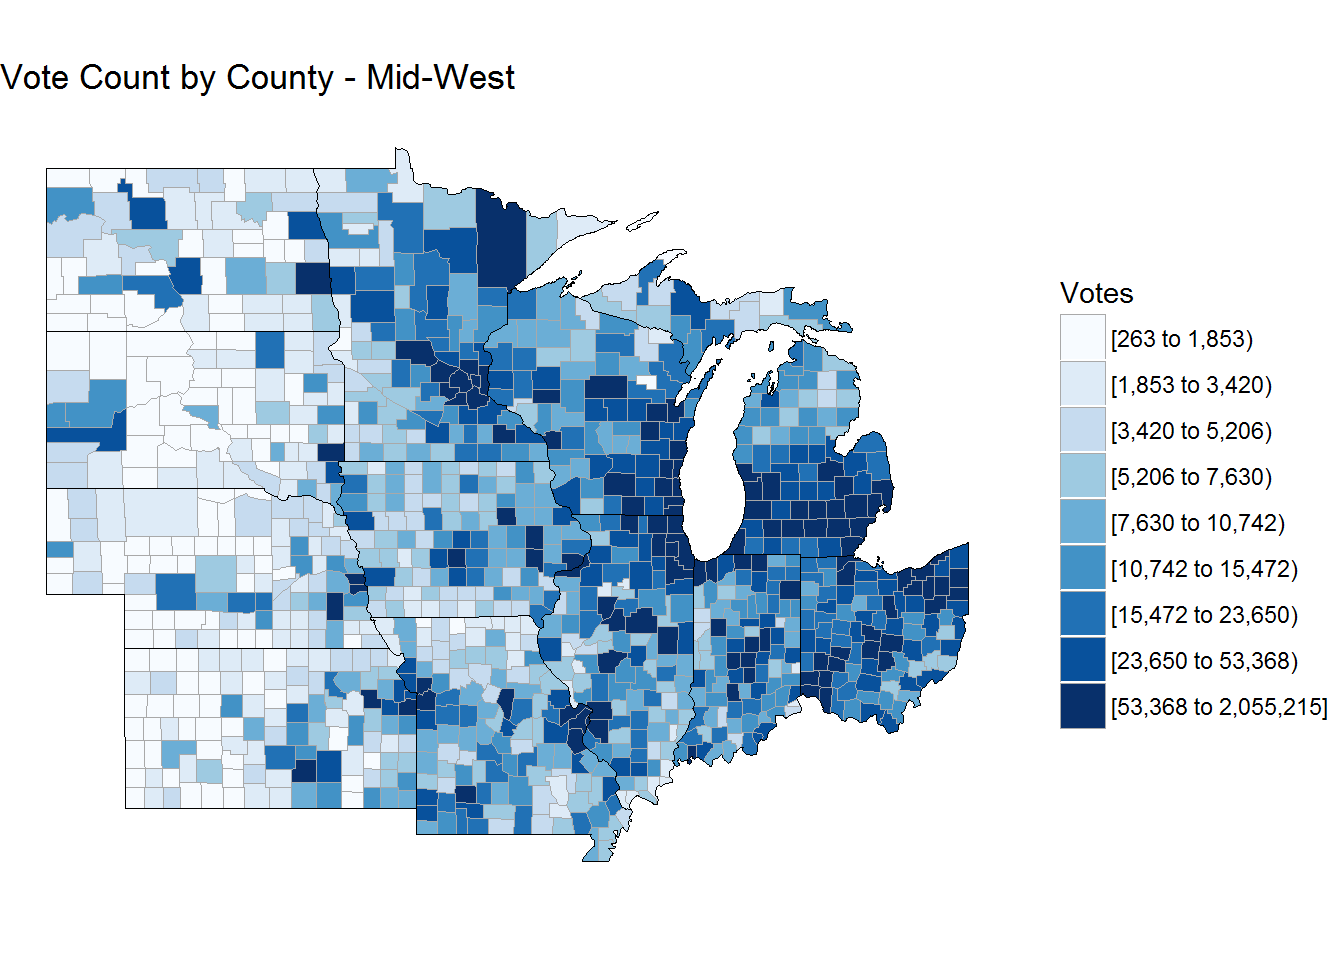 Vote Count by County - Mid-West
Votes
[263 to 1,853)
[1,853 to 3,420)
[3,420 to 5,206)
[5,206 to 7,630)
[7,630 to 10,742)
[10,742 to 15,472)
[15,472 to 23,650)
[23,650 to 53,368)
[53,368 to 2,055,215]